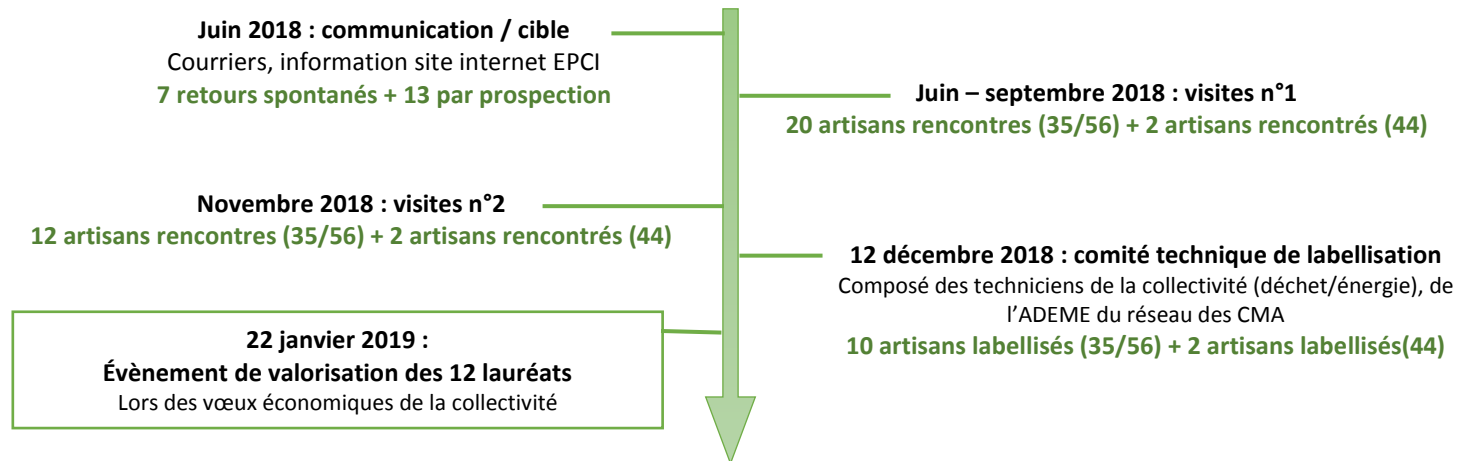 Juin 2018 : communication / cible
Courriers, information site internet EPCI
7 retours spontanés + 13 par prospection
Juin – septembre 2018 : visites n°1
20 artisans rencontres (35/56) + 2 artisans rencontrés (44)
Novembre 2018 : visites n°2
12 artisans rencontres (35/56) + 2 artisans rencontrés (44)
12 décembre 2018 : comité technique de labellisation
Composé des techniciens de la collectivité (déchet/énergie), de
l’ADEME du réseau des CMA
10 artisans labellisés (35/56) + 2 artisans labellisés(44)
22 janvier 2019 :
Évènement de valorisation des 12 lauréats
Lors des vœux économiques de la collectivité